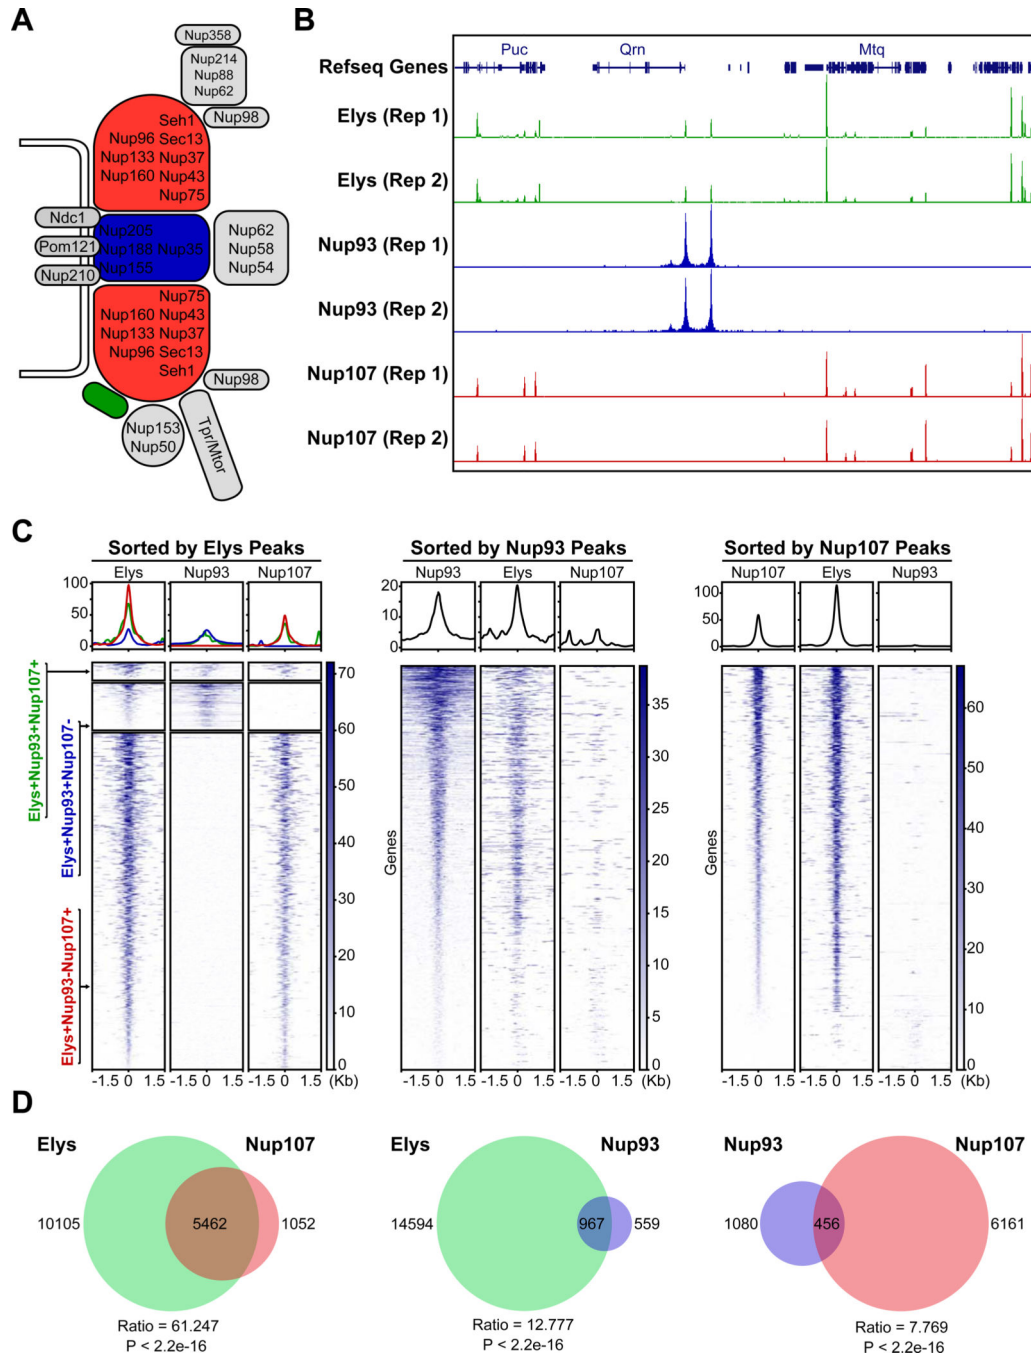 A
Nup358
Nup214
Nup88
Nup62
Nup98
Seh1
Nup96 Sec13
Nup133 Nup37
Nup160 Nup43
Nup75
Ndc1
Pom121
Nup210
Nup205
Nup188 Nup35
Nup155
Nup62
Nup58
Nup54
Nup75
Nup160 Nup43
Nup133 Nup37
Nup96 Sec13
Seh1
Nup98
Nup153
Nup50
Tpr/Mtor
B
Puc Qrn Mtq
Refseq Genes
Elys (Rep 1)
Elys (Rep 2)
Nup93 (Rep 1)
Nup93 (Rep 2)
Nup107 (Rep 1)
Nup107 (Rep 2)
C
Sorted by Elys Peaks
Elys Nup93 Nup107
100
50
0
Elys+Nup93+Nup107+
Elys+Nup93+Nup107-
Elys+Nup93-Nup107+
70
60
50
40
30
20
10
0
-1.5 0 1.5 -1.5 0 1.5 -1.5 0 1.5
(Kb)
Sorted by Nup93 Peaks
Nup93 Elys Nup107
20
10
0
Genes
35
30
25
20
15
10
5
0
-1.5 0 1.5 -1.5 0 1.5 -1.5 0 1.5 (Kb)
Sorted by Nup107 Peaks
Nup107 Elys Nup93
100
50
0
Genes
60
50
40
30
20
10
0
-1.5 0 1.5 -1.5 0 1.5 -1.5 0 1.5 (Kb)
D
Elys Nup107
10105 5462 1052
Ratio = 61.247
P < 2.2e-16
Elys Nup93
14594 967 559
Ratio = 12.777
P < 2.2e-16
Nup93 Nup107
1080 456 6161
Ratio = 7.769
P < 2.2e-16